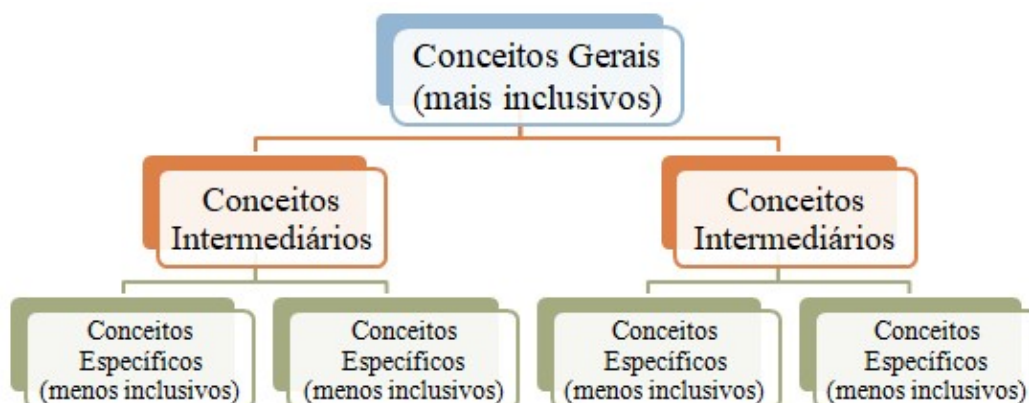 Conceitos Gerais
(mais inclusivos)
Conceitos
Intermediários
Conceitos
Intermediários
Conceitos
Específicos
(menos inclusivos)
Conceitos
Específicos
(menos inclusivos)
Conceitos
Específicos
(menos inclusivos)
Conceitos
Específicos
(menos inclusivos)